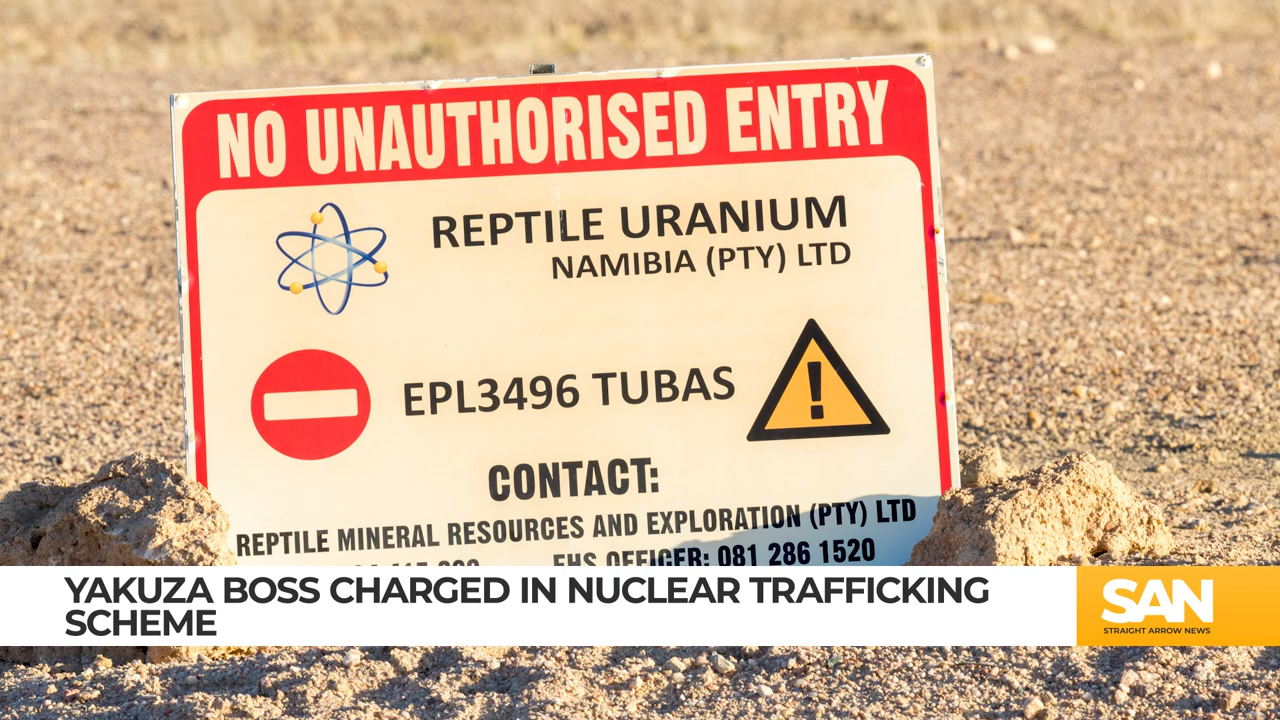 NO UNAUTHORISED ENTRY
REPTILE URANIUM
NAMIBIA (PTY) LTD
EPL3496 TUBAS
CONTACT:
REPTILE MINERAL RESOURCES AND EXPLORATION (PTY) LTD
EHS OFFICER: 081 286 1520
YAKUZA BOSS CHARGED IN NUCLEAR TRAFFICKING
SCHEME
SAN
STRAIGHT ARROW NEWS